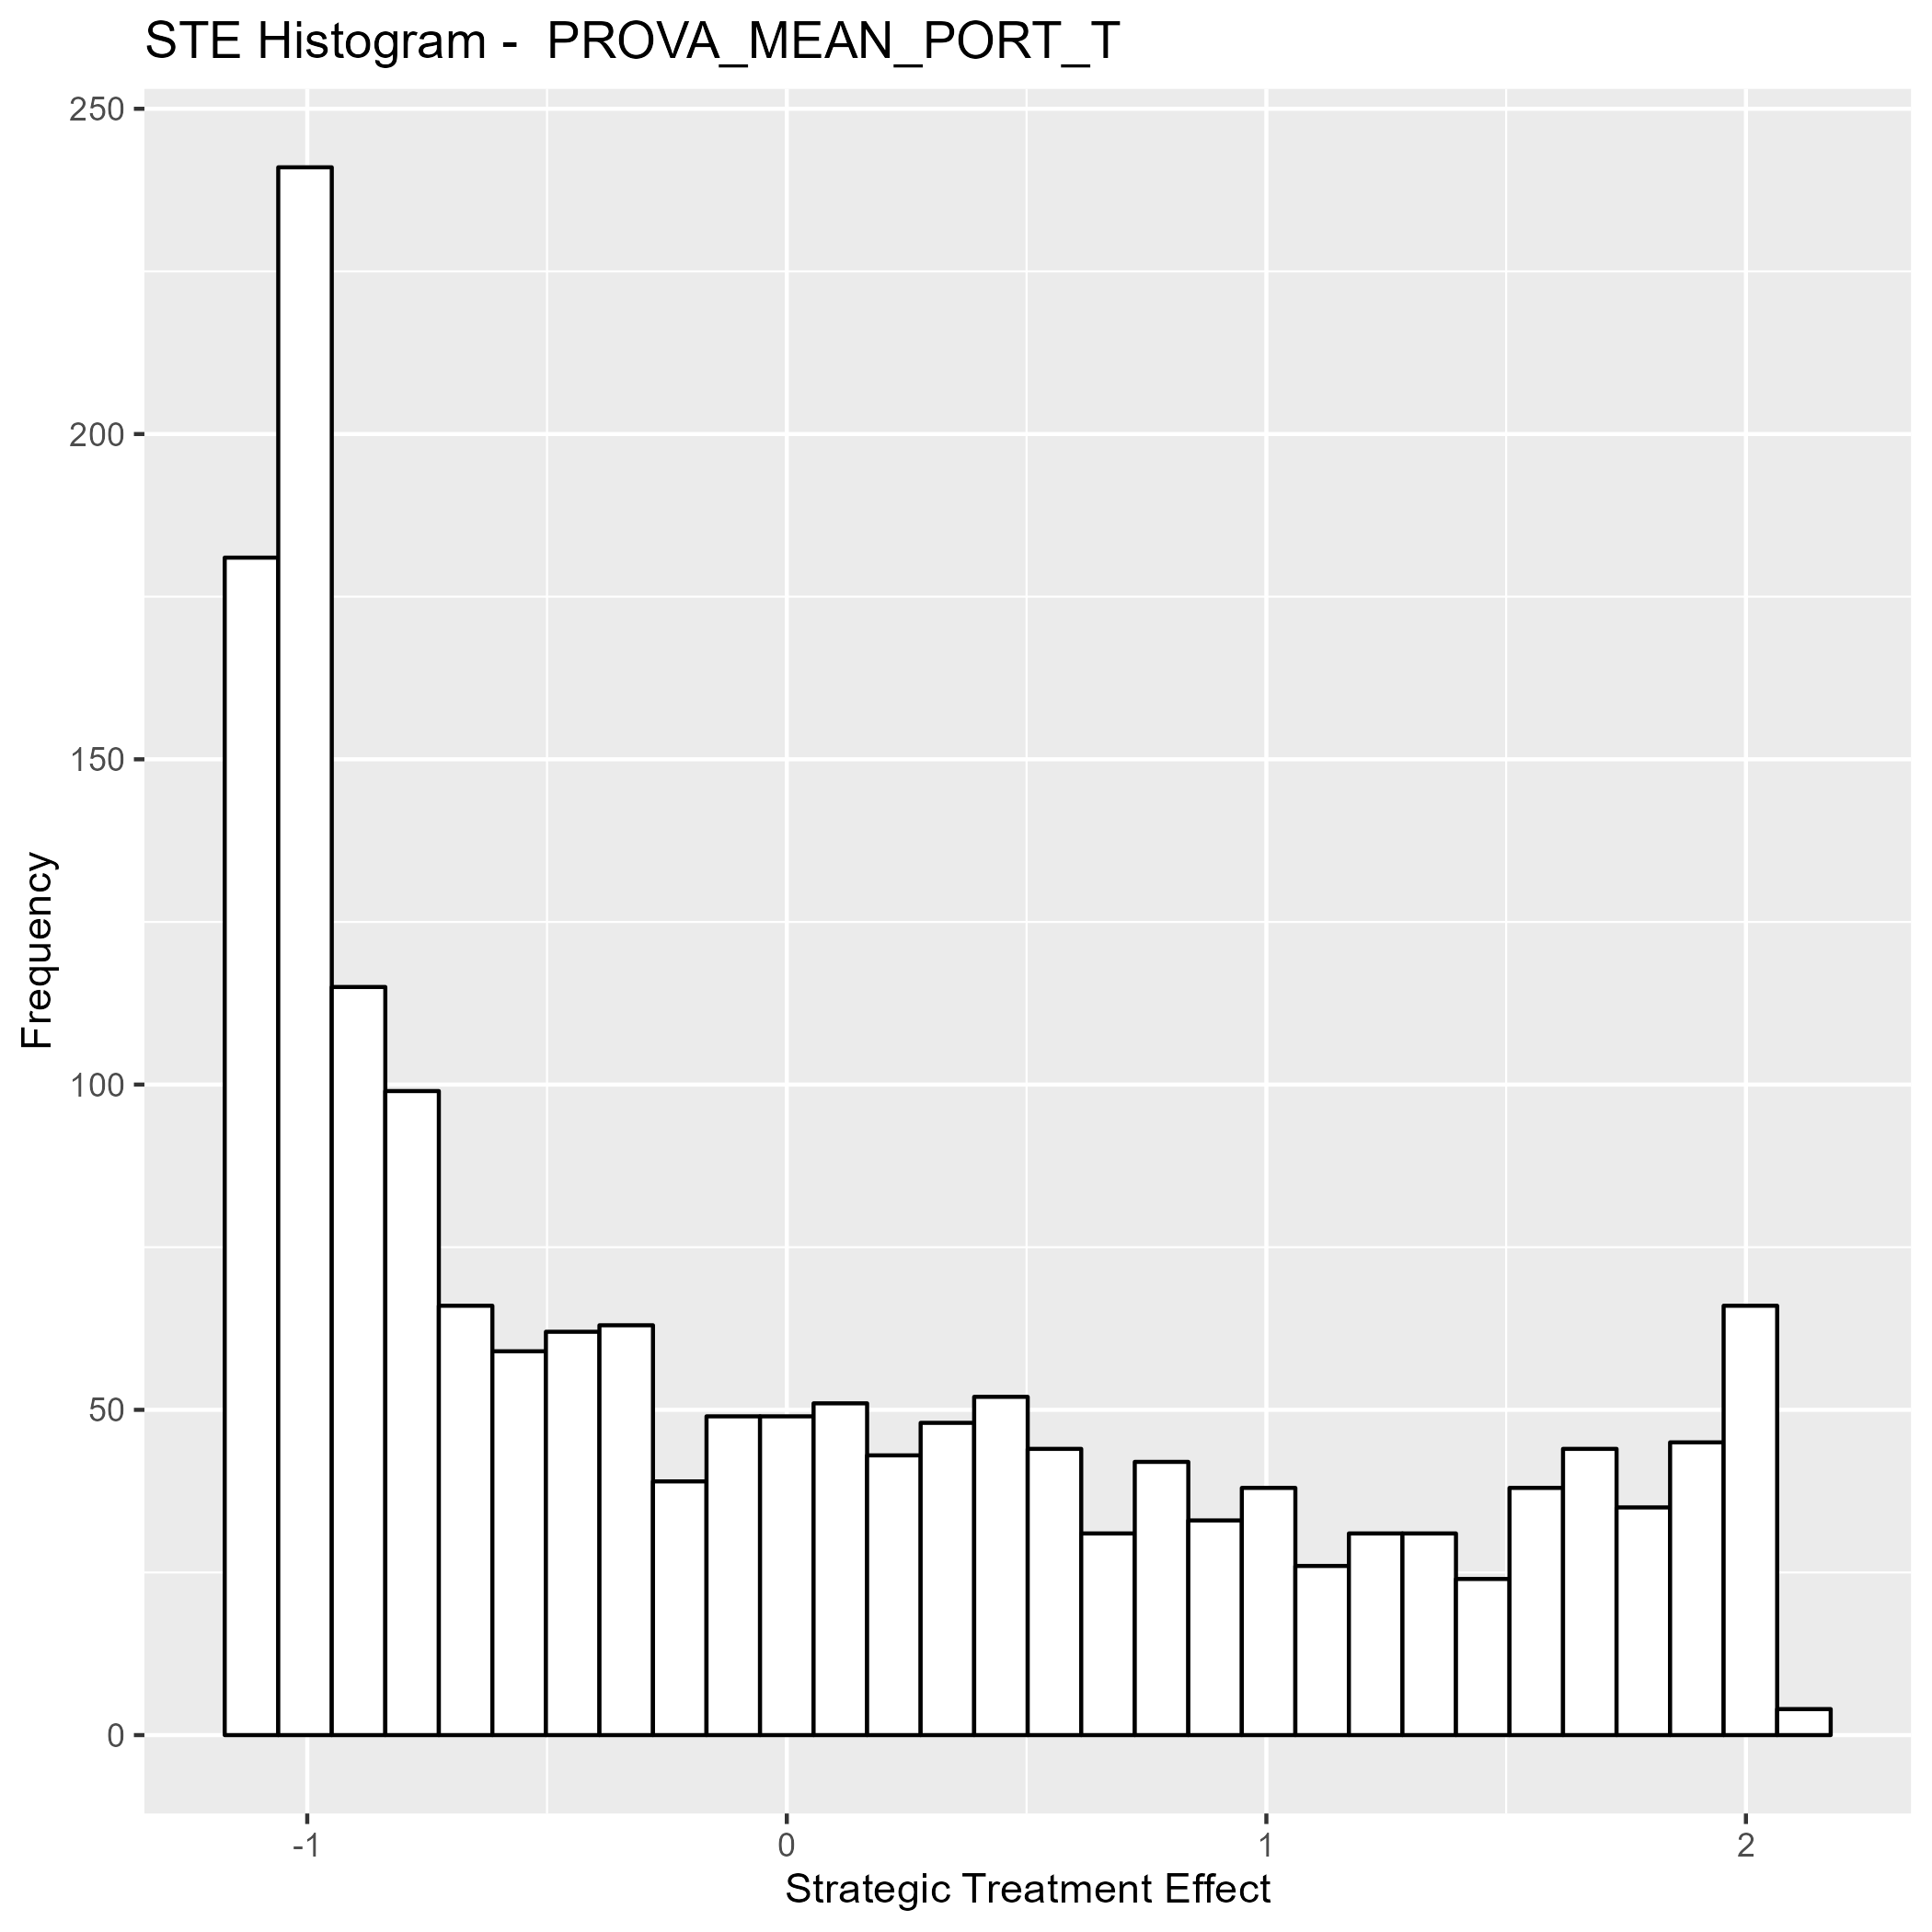 STE Histogram -  PROVA_MEAN_PORT_T
250
200
150
100
50
0
Frequency
-1 0 1 2
Strategic Treatment Effect